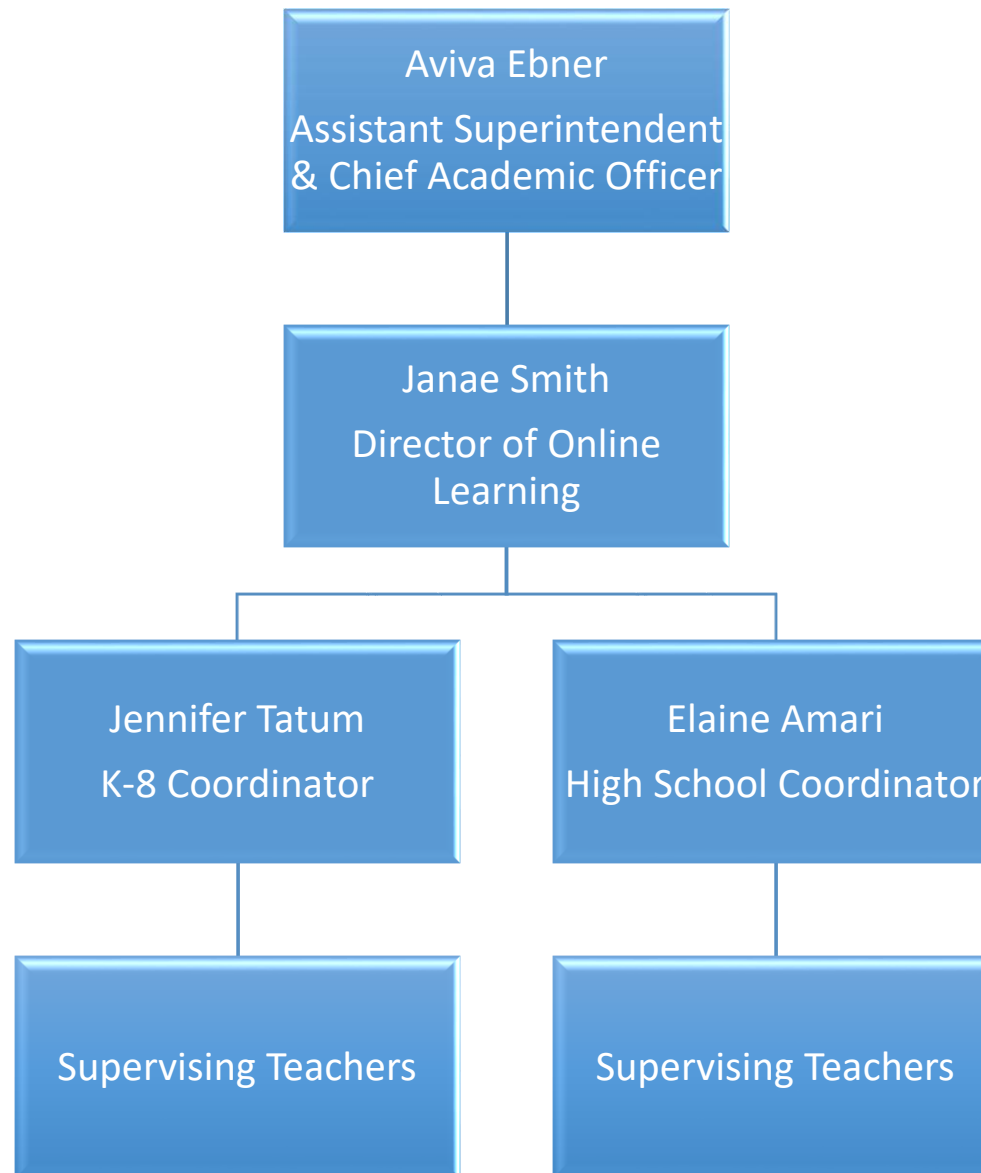 Aviva Ebner
Assistant Superintendent
& Chief Academic Officer
Janae Smith
Director of Online
Learning
Jennifer Tatum
K-8 Coordinator
Elaine Amari
High School Coordinator
Supervising Teachers
Supervising Teachers